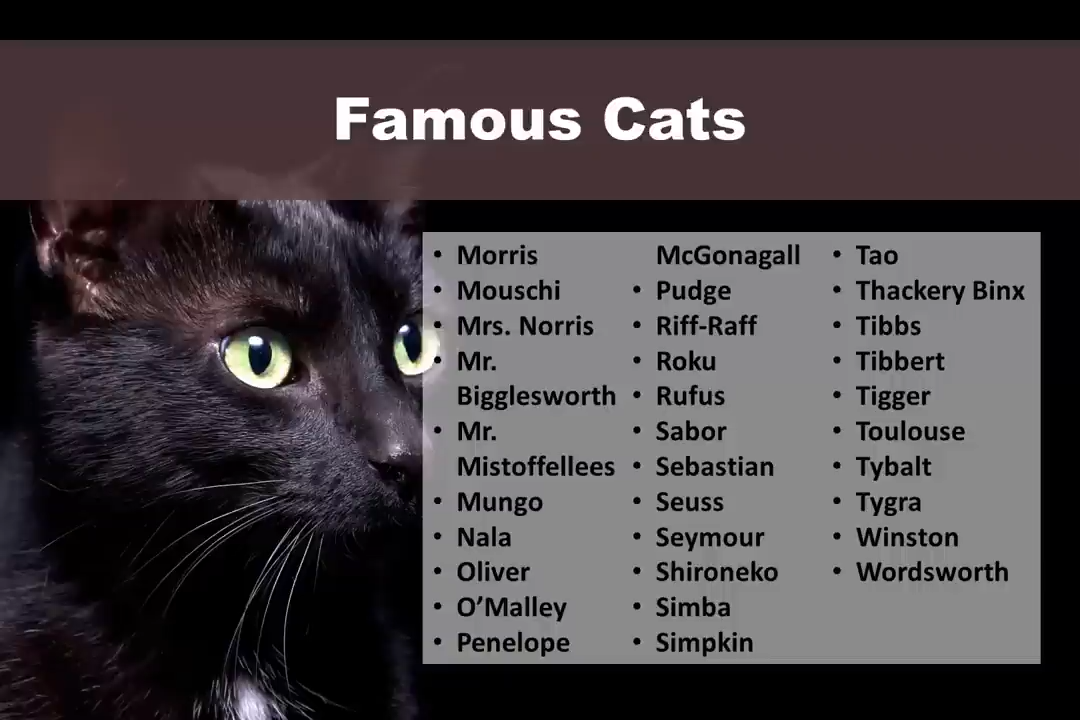 Famous Cats
• Morris
• Mouschi
• Mrs. Norris
• Mr.
Bigglesworth
• Mr.
Mistoffellees
• Mungo
• Nala
• Oliver
• O’Malley
• Penelope
McGonagall
• Pudge
• Riff-Raff
• Roku
• Rufus
• Sabor
• Sebastian
• Seuss
• Seymour
• Shironeko
• Simba
• Simpkin
• Tao
• Thackery Binx
• Tibbs
• Tibbert
• Tigger
• Toulouse
• Tybalt
• Tygra
• Winston
• Wordsworth